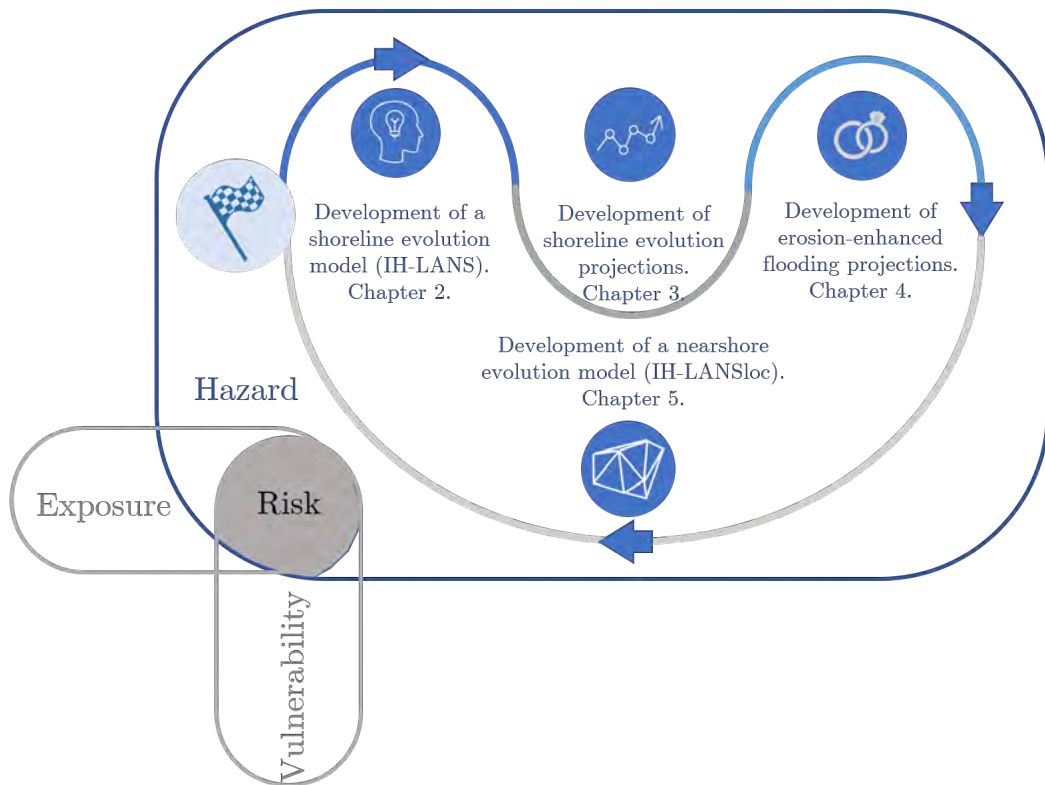 Development of a
shoreline evolution
model (IH-LANS).
Chapter 2.
Development of
shoreline evolution
projections.
Chapter 3.
Development of
erosion-enhanced
flooding projections.
Chapter 4.
Development of a nearshore
evolution model (IH-LANSloc).
Chapter 5.
Hazard
Exposure
Risk
Vulnerability